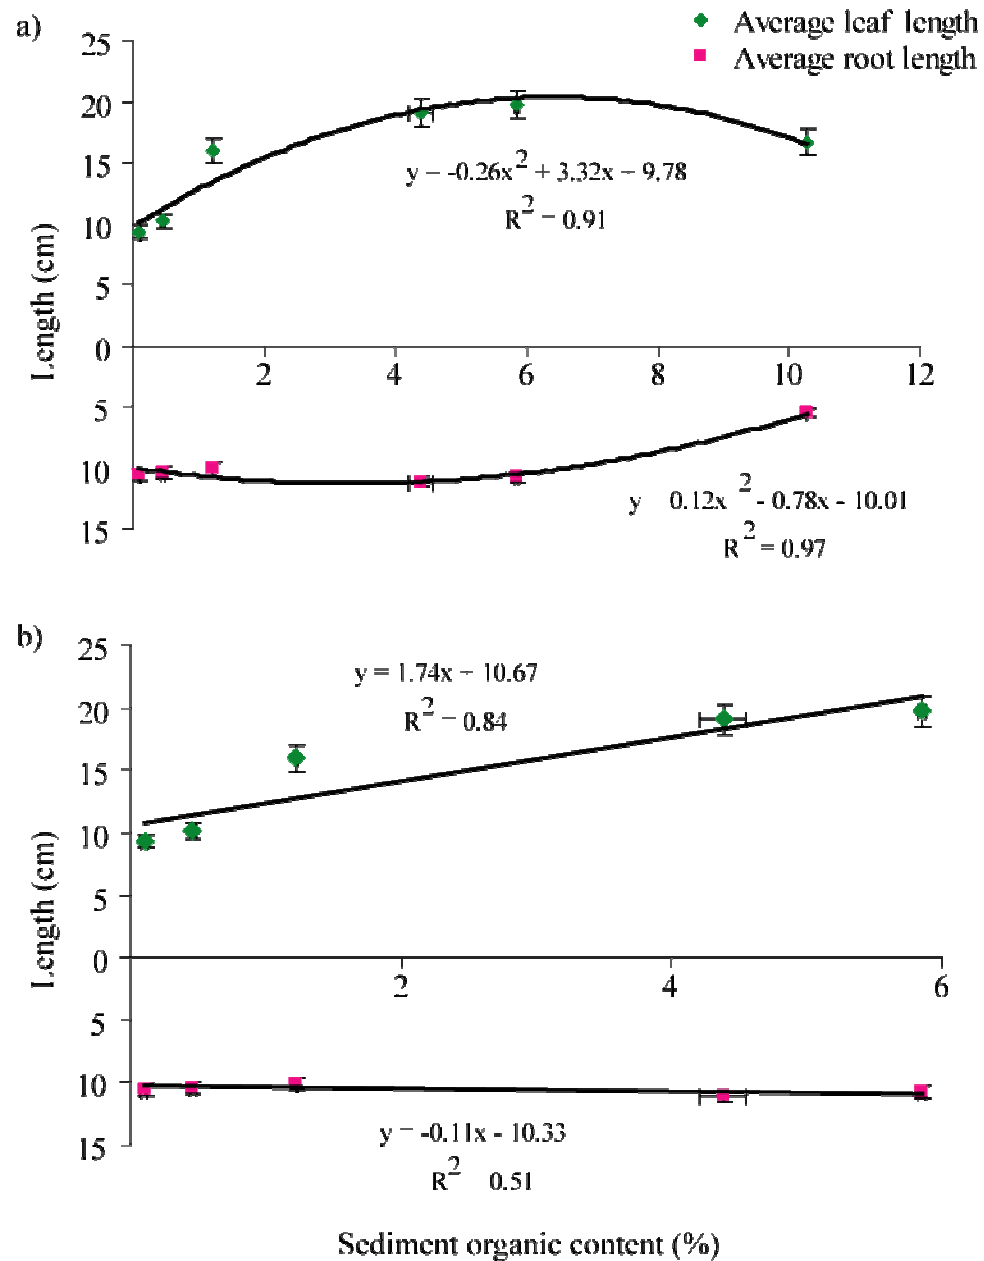 a)
Average leaf length
Average root length
25
20
15
10
5
0
5
10
15
Length (cm)
2 4 6 8 10 12
y = -0.26x² + 3.32x + 9.78
R² = 0.91
y = 0.12x² - 0.78x - 10.01
R² = 0.97
b)
25
20
15
10
5
0
5
10
15
Length (cm)
y = 1.74x + 10.67
R² = 0.84
2 4 6
y = -0.11x - 10.33
R² = 0.51
Sediment organic content (%)